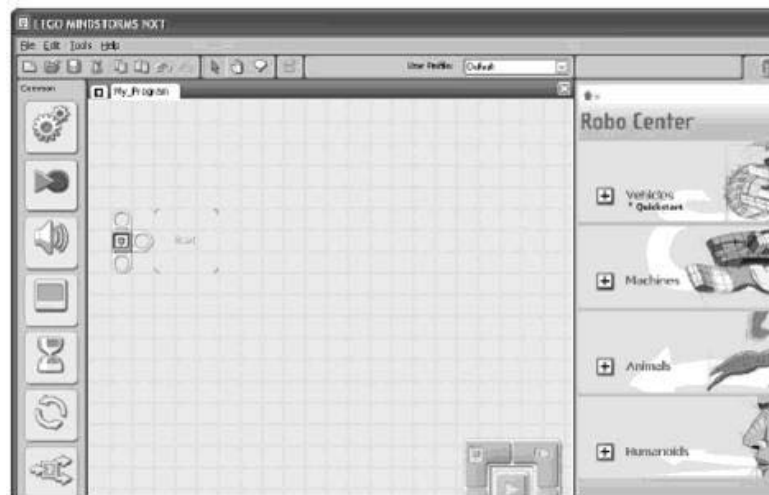 LEGO MINDSTORMS NXT
File Edit Tools Help
User Profile: Default
Common
My_Program
Start
Robo Center
Vehicles
* Quickstart
Machines
Animals
Humanoids